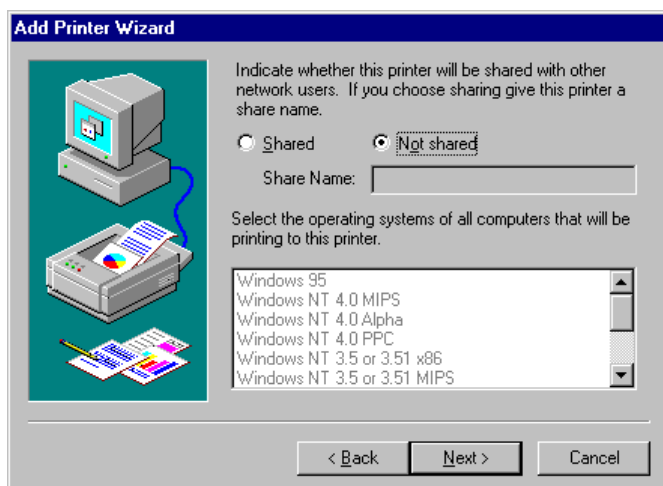 Add Printer Wizard
Indicate whether this printer will be shared with other
network users. If you choose sharing give this printer a
share name.
Shared Not shared
Share Name:
Select the operating systems of all computers that will be
printing to this printer.
Windows 95
Windows NT 4.0 MIPS
Windows NT 4.0 Alpha
Windows NT 4.0 PPC
Windows NT 3.5 or 3.51 x86
Windows NT 3.5 or 3.51 MIPS
< Back Next > Cancel